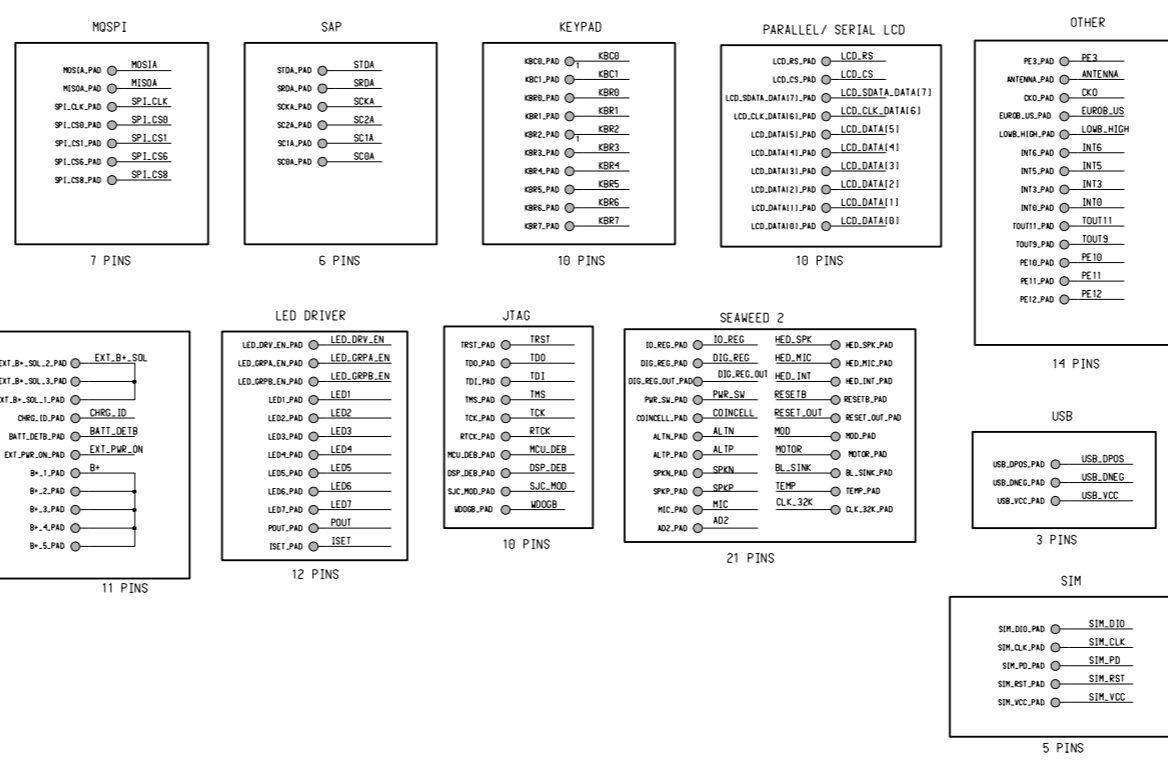 MQSPI
MOSIA_PAD MOSIA
MISOA_PAD MISOA
SPI_CLK_PAD SPI_CLK
SPI_CS0_PAD SPI_CS0
SPI_CS1_PAD SPI_CS1
SPI_CS6_PAD SPI_CS6
SPI_CS8_PAD SPI_CS8
7 PINS
SAP
STDA_PAD STDA
SRDA_PAD SRDA
SCKA_PAD SCKA
SC2A_PAD SC2A
SC1A_PAD SC1A
SC0A_PAD SC0A
6 PINS
KEYPAD
KBC0_PAD 1 KBC0
KBC1_PAD KBC1
KBR0_PAD KBR0
KBR1_PAD KBR1
KBR2_PAD 1 KBR2
KBR3_PAD KBR3
KBR4_PAD KBR4
KBR5_PAD KBR5
KBR6_PAD KBR6
KBR7_PAD KBR7
10 PINS
PARALLEL/ SERIAL LCD
LCD_RS_PAD LCD_RS
LCD_CS_PAD LCD_CS
LCD_SDATA_DATA[7]_PAD LCD_SDATA_DATA[7]
LCD_CLK_DATA[6]_PAD LCD_CLK_DATA[6]
LCD_DATA[5]_PAD LCD_DATA[5]
LCD_DATA[4]_PAD LCD_DATA[4]
LCD_DATA[3]_PAD LCD_DATA[3]
LCD_DATA[2]_PAD LCD_DATA[2]
LCD_DATA[1]_PAD LCD_DATA[1]
LCD_DATA[0]_PAD LCD_DATA[0]
10 PINS
OTHER
PE3_PAD PE3
ANTENNA_PAD ANTENNA
CKO_PAD CKO
EUROB_US_PAD EUROB_US
LOWB_HIGH_PAD LOWB_HIGH
INT6_PAD INT6
INT5_PAD INT5
INT3_PAD INT3
INT0_PAD INT0
TOUT11_PAD TOUT11
TOUT9_PAD TOUT9
PE10_PAD PE10
PE11_PAD PE11
PE12_PAD PE12
14 PINS
EXT_B+_SOL_2_PAD EXT_B+_SOL
EXT_B+_SOL_3_PAD
EXT_B+_SOL_1_PAD
CHRG_ID_PAD CHRG_ID
BATT_DETB_PAD BATT_DETB
EXT_PWR_ON_PAD EXT_PWR_ON
B+_1_PAD B+
B+_2_PAD
B+_3_PAD
B+_4_PAD
B+_5_PAD
11 PINS
LED DRIVER
LED_DRV_EN_PAD LED_DRV_EN
LED_GRPA_EN_PAD LED_GRPA_EN
LED_GRPB_EN_PAD LED_GRPB_EN
LED1_PAD LED1
LED2_PAD LED2
LED3_PAD LED3
LED4_PAD LED4
LED5_PAD LED5
LED6_PAD LED6
LED7_PAD LED7
POUT_PAD POUT
ISET_PAD ISET
12 PINS
JTAG
TRST_PAD TRST
TDO_PAD TDO
TDI_PAD TDI
TMS_PAD TMS
TCK_PAD TCK
RTCK_PAD RTCK
MCU_DEB_PAD MCU_DEB
DSP_DEB_PAD DSP_DEB
SJC_MOD_PAD SJC_MOD
WDOGB_PAD WDOGB
10 PINS
SEAWEED 2
IO_REG_PAD IO_REG HED_SPK HED_SPK_PAD
DIG_REG_PAD DIG_REG HED_MIC HED_MIC_PAD
DIG_REG_OUT_PAD DIG_REG_OUT HED_INT HED_INT_PAD
PWR_SW_PAD PWR_SW RESETB RESETB_PAD
COINCELL_PAD COINCELL RESET_OUT RESET_OUT_PAD
ALTN_PAD ALTN MOD MOD_PAD
ALTP_PAD ALTP MOTOR MOTOR_PAD
SPKN_PAD SPKN BL_SINK BL_SINK_PAD
SPKP_PAD SPKP TEMP TEMP_PAD
MIC_PAD MIC CLK_32K CLK_32K_PAD
AD2_PAD AD2
21 PINS
USB
USB_DPOS_PAD USB_DPOS
USB_DNEG_PAD USB_DNEG
USB_VCC_PAD USB_VCC
3 PINS
SIM
SIM_DIO_PAD SIM_DIO
SIM_CLK_PAD SIM_CLK
SIM_PD_PAD SIM_PD
SIM_RST_PAD SIM_RST
SIM_VCC_PAD SIM_VCC
5 PINS